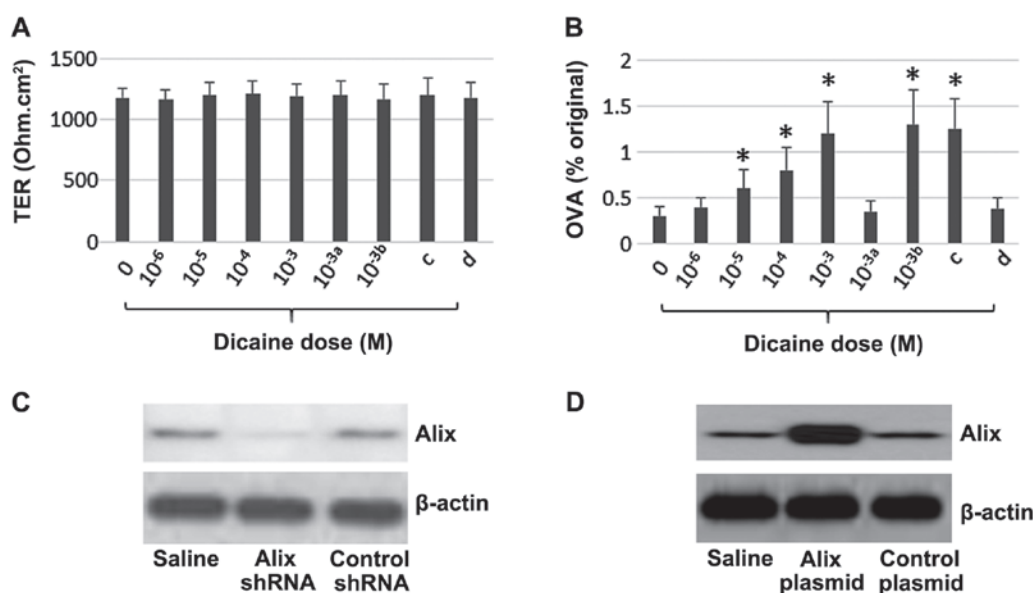 A
TER (Ohm.cm²)
1500
1000
500
0
0
10⁻⁶
10⁻⁵
10⁻⁴
10⁻³
10⁻³ᵃ
10⁻³ᵇ
c
d
Dicaine dose (M)
B
OVA (% original)
2
1.5
1
0.5
0
*
*
*
*
*
0
10⁻⁶
10⁻⁵
10⁻⁴
10⁻³
10⁻³ᵃ
10⁻³ᵇ
c
d
Dicaine dose (M)
C
Alix
β-actin
Saline Alix Control
shRNA shRNA
D
Alix
β-actin
Saline Alix Control
plasmid plasmid